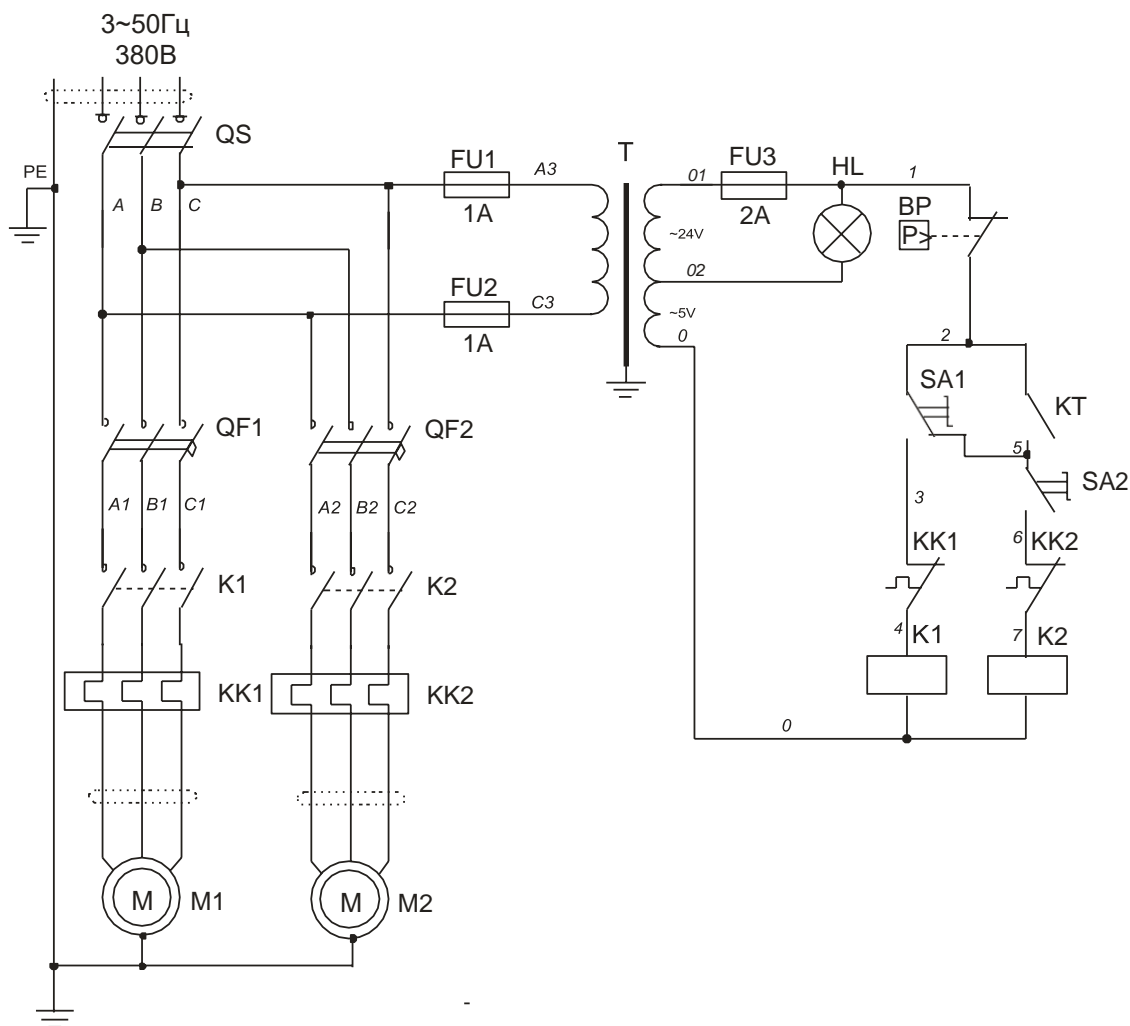 3~50Гц
380В
QS
PE
A
B
C
FU1
1A
A3
FU2
1A
C3
T
~24V
~5V
01
02
0
FU3
2A
HL
1
BP
P>
2
SA1
KT
5
SA2
3
KK1
6
KK2
4
K1
7
K2
0
QF1
QF2
A1
B1
C1
A2
B2
C2
K1
K2
KK1
KK2
M
M1
M
M2
-